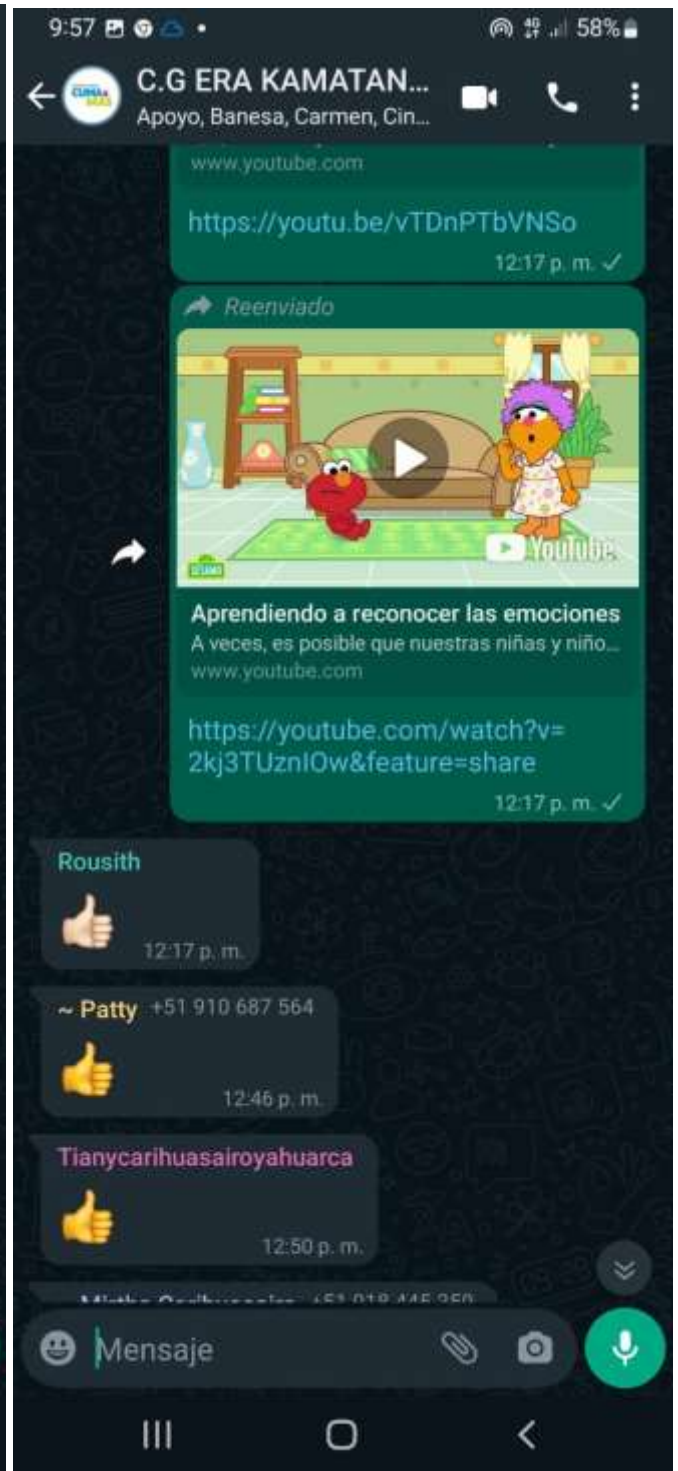 9:57
58%
CUNA
MÁS
C.G ERA KAMATAN...
Apoyo, Banesa, Carmen, Cin...
www.youtube.com
https://youtu.be/vTDnPTbVNSo
12:17 p. m.
Reenviado
YouTube
SÉSAMO
Aprendiendo a reconocer las emociones
A veces, es posible que nuestras niñas y niño...
www.youtube.com
https://youtube.com/watch?v=
2kj3TUznIOw&feature=share
12:17 p. m.
Rousith
12:17 p. m.
~ Patty +51 910 687 564
12:46 p. m.
Tianycarihuasairoyahuarca
12:50 p. m.
Mensaje